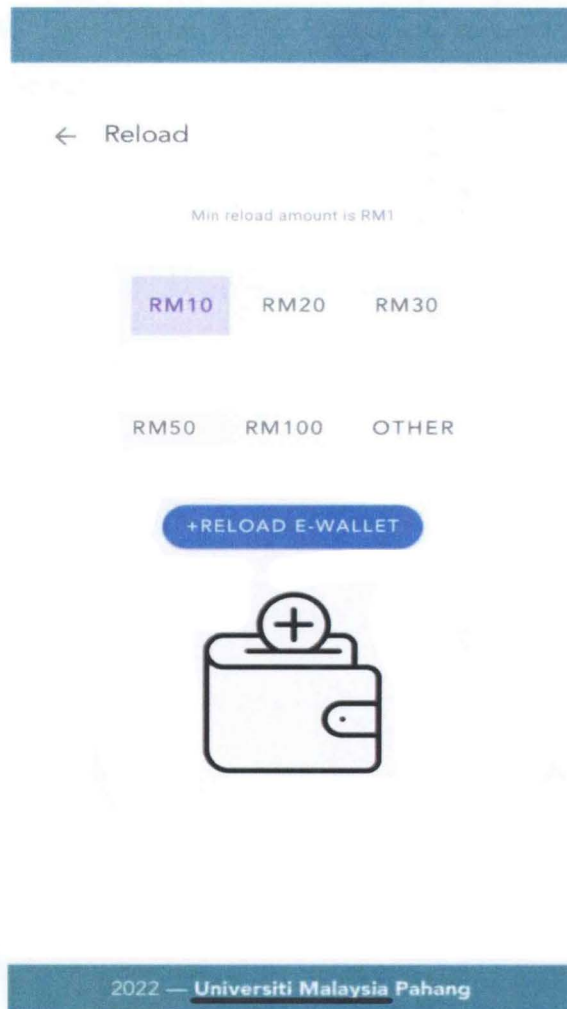 ← Reload
Min reload amount is RM1
RM10 RM20 RM30
RM50 RM100 OTHER
+RELOAD E-WALLET
2022 — Universiti Malaysia Pahang